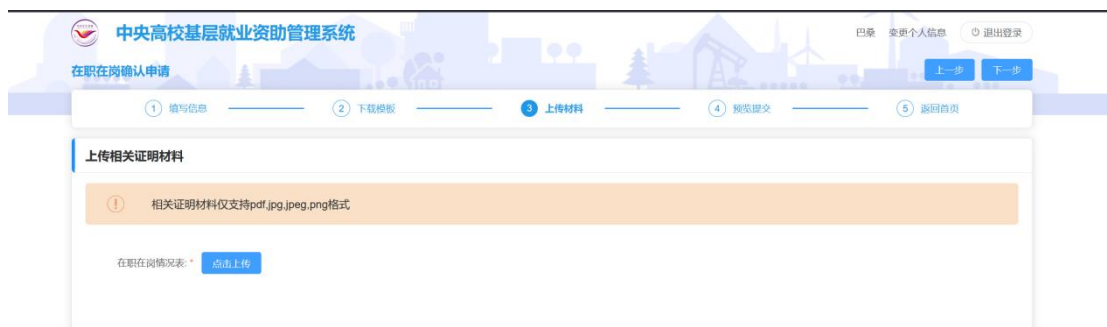 中央高校基层就业资助管理系统
巴桑 变更个人信息 退出登录
在职在岗确认申请
上一步 下一步
1 填写信息 2 下载模板 3 上传材料 4 预览提交 5 返回首页
上传相关证明材料
相关证明材料仅支持pdf,jpg,jpeg,png格式
在职在岗情况表: * 点击上传